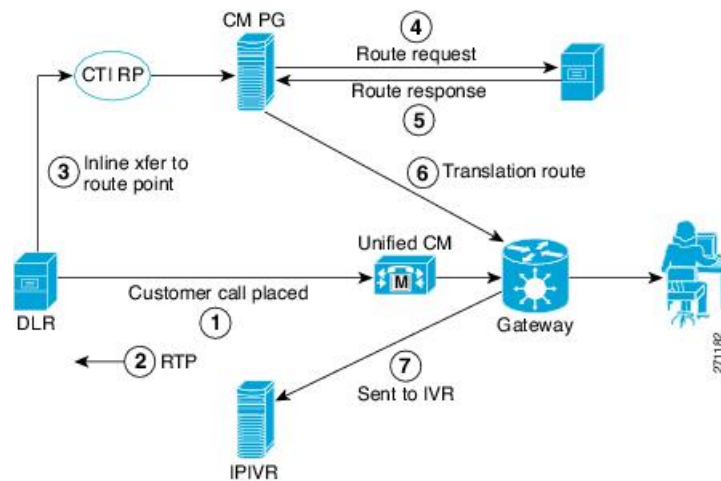 CM PG
4
Route request
CTI RP
Route response
5
3 Inline xfer to
route point
6 Translation route
Unified CM
M
DLR
Customer call placed
1
Gateway
2 RTP
7
Sent to IVR
IPIVR
271182